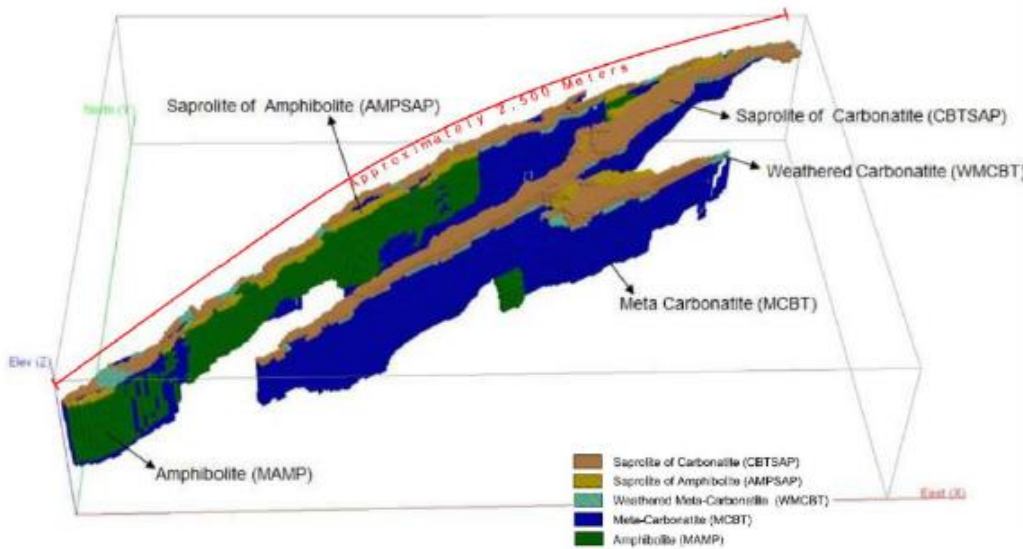 North (Y)
Approximately 2,500 Meters
Saprolite of Amphibolite (AMPSAP)
Saprolite of Carbonatite (CBTSAP)
Weathered Carbonatite (WMCBT)
Meta Carbonatite (MCBT)
Elev (Z)
Amphibolite (MAMP)
Saprolite of Carbonatite (CBTSAP)
Saprolite of Amphibolite (AMPSAP)
Weathered Meta-Carbonatite (WMCBT)
Meta-Carbonatite (MCBT)
Amphibolite (MAMP)
East (X)